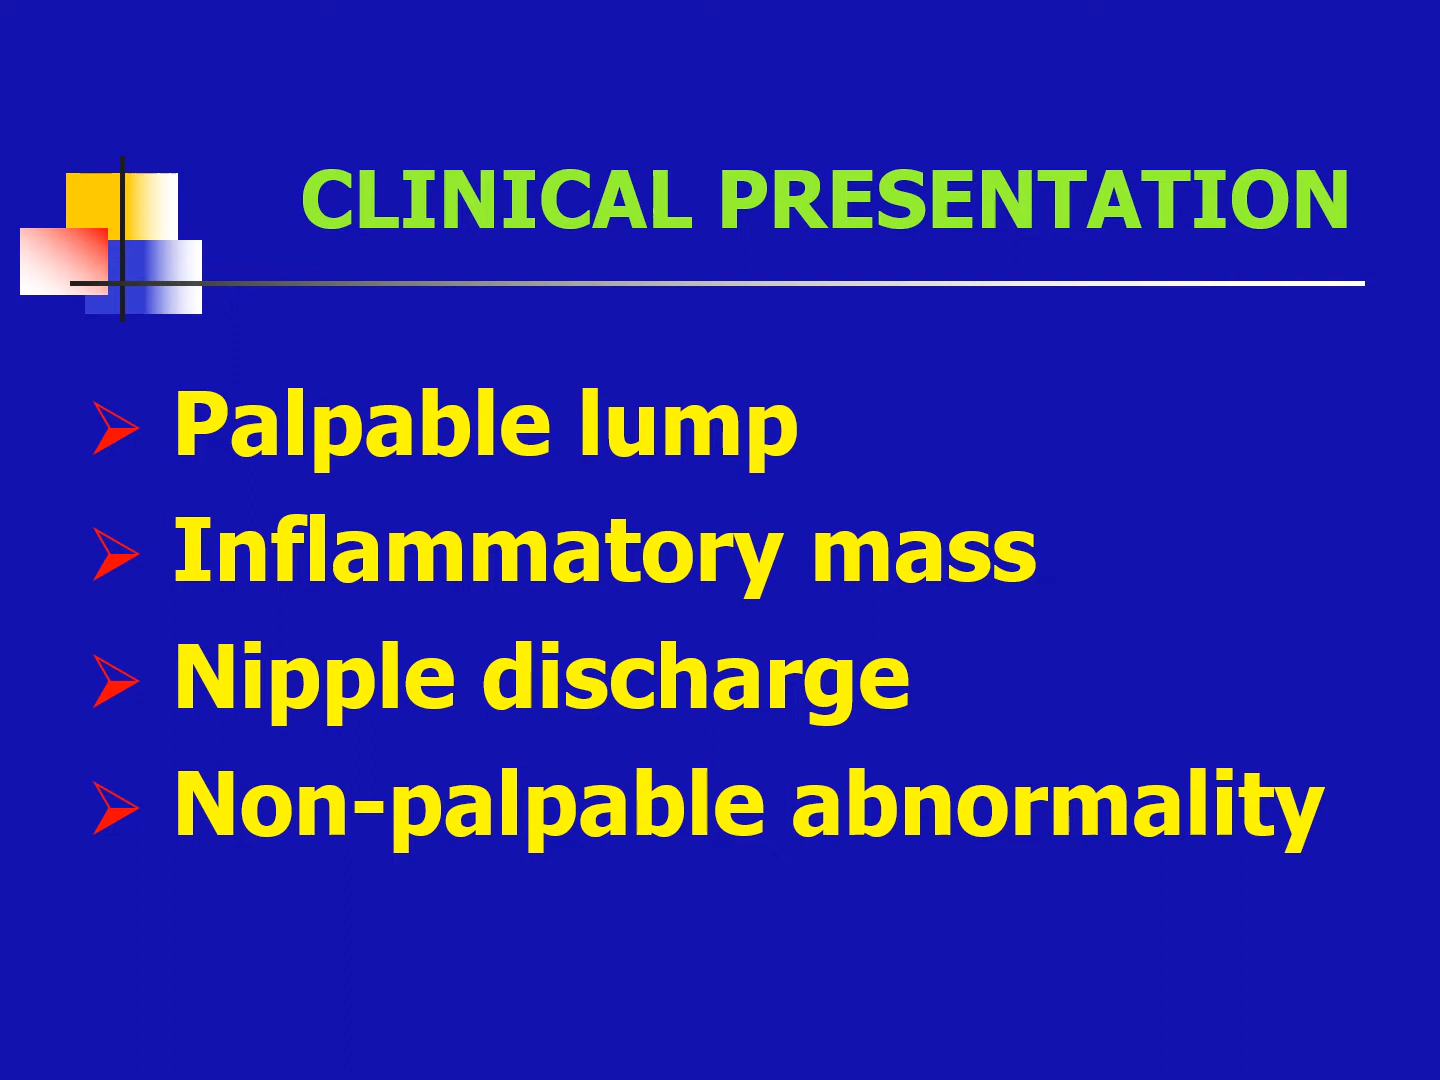 CLINICAL PRESENTATION
Palpable lump
Inflammatory mass
Nipple discharge
Non-palpable abnormality